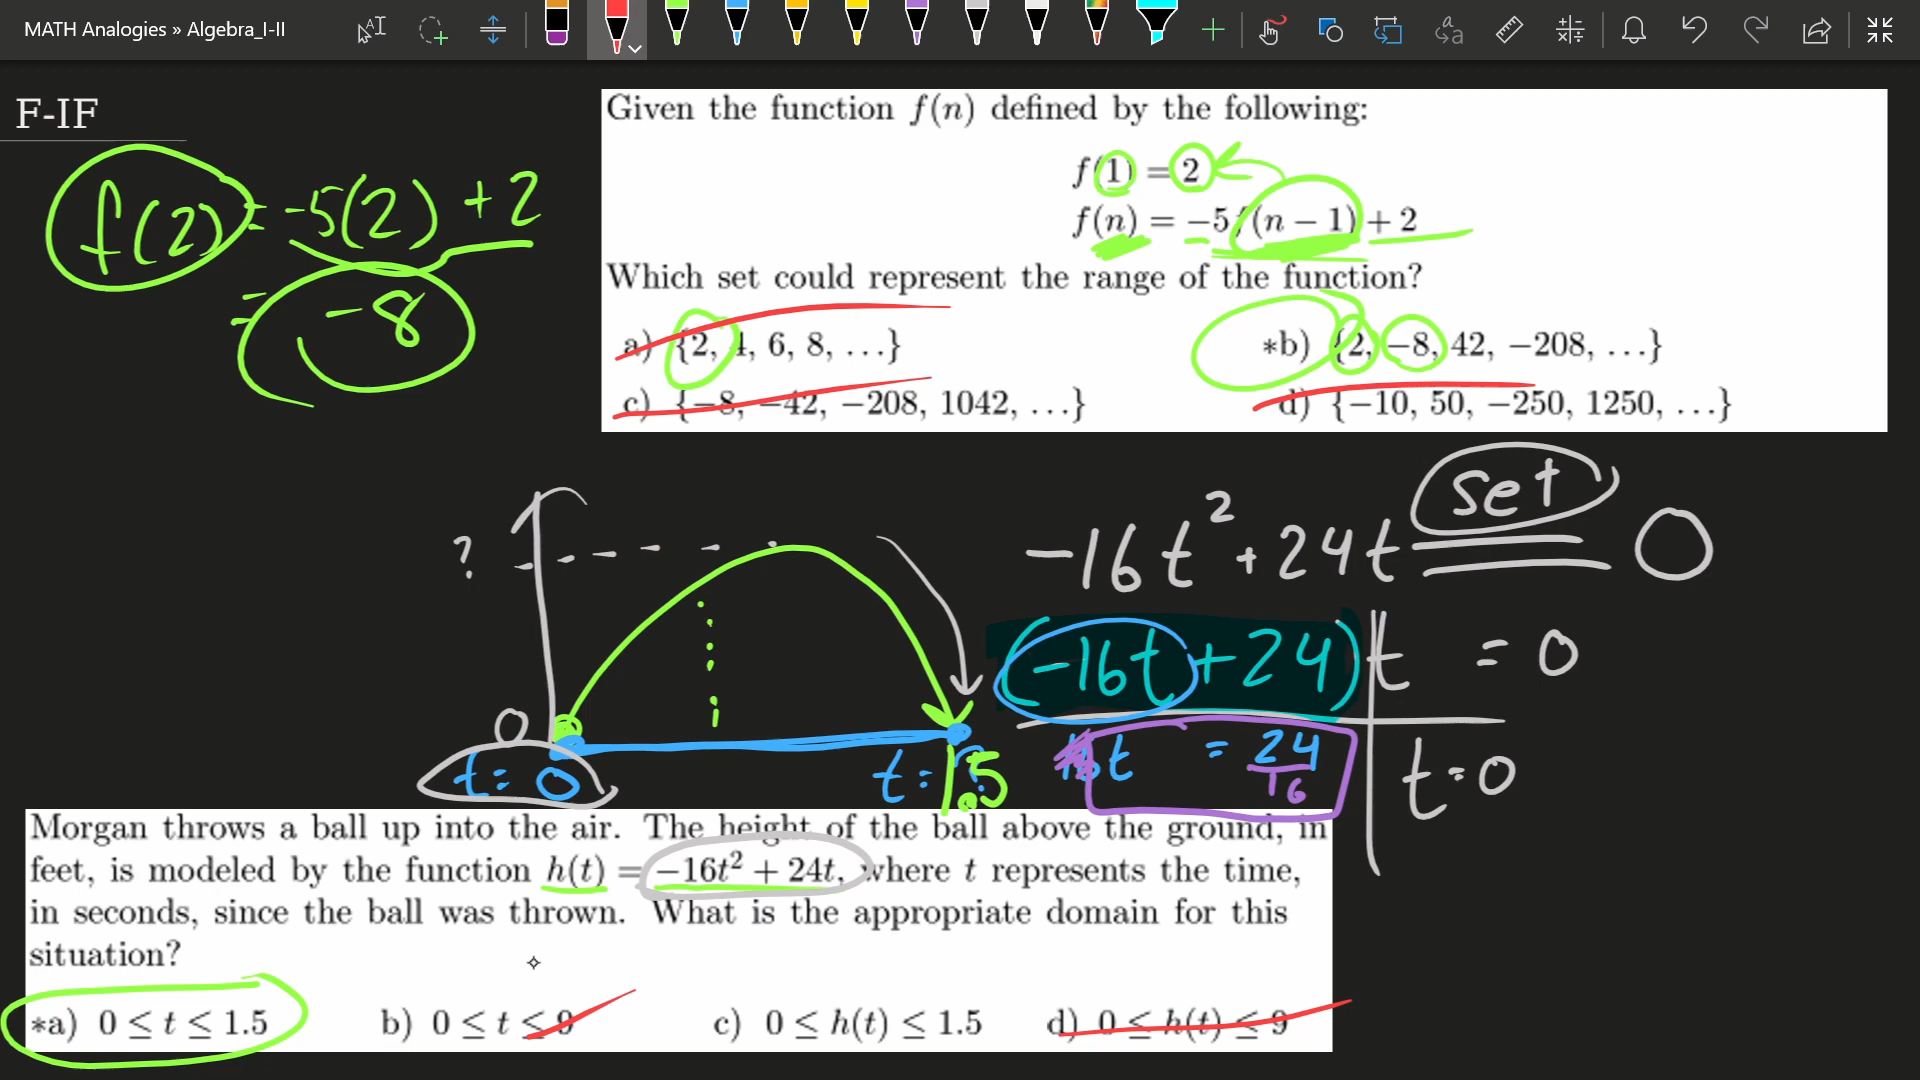 MATH Analogies » Algebra_I-II
F-IF
Given the function f(n) defined by the following:
f(1) = 2
f(n) = −5f(n − 1) + 2
Which set could represent the range of the function?
a) {2, 4, 6, 8, ...}
*b) {2, −8, 42, −208, ...}
c) {−8, −42, −208, 1042, ...}
d) {−10, 50, −250, 1250, ...}
f(2) = -5(2) + 2
= -8
?
0
t = 0
t = 1.5
-16t² + 24t set = 0
(-16t + 24) t = 0
t = 24/16
t = 0
Morgan throws a ball up into the air. The height of the ball above the ground, in
feet, is modeled by the function h(t) = −16t² + 24t, where t represents the time,
in seconds, since the ball was thrown. What is the appropriate domain for this
situation?
*a) 0 ≤ t ≤ 1.5
b) 0 ≤ t ≤ 9
c) 0 ≤ h(t) ≤ 1.5
d) 0 ≤ h(t) ≤ 9